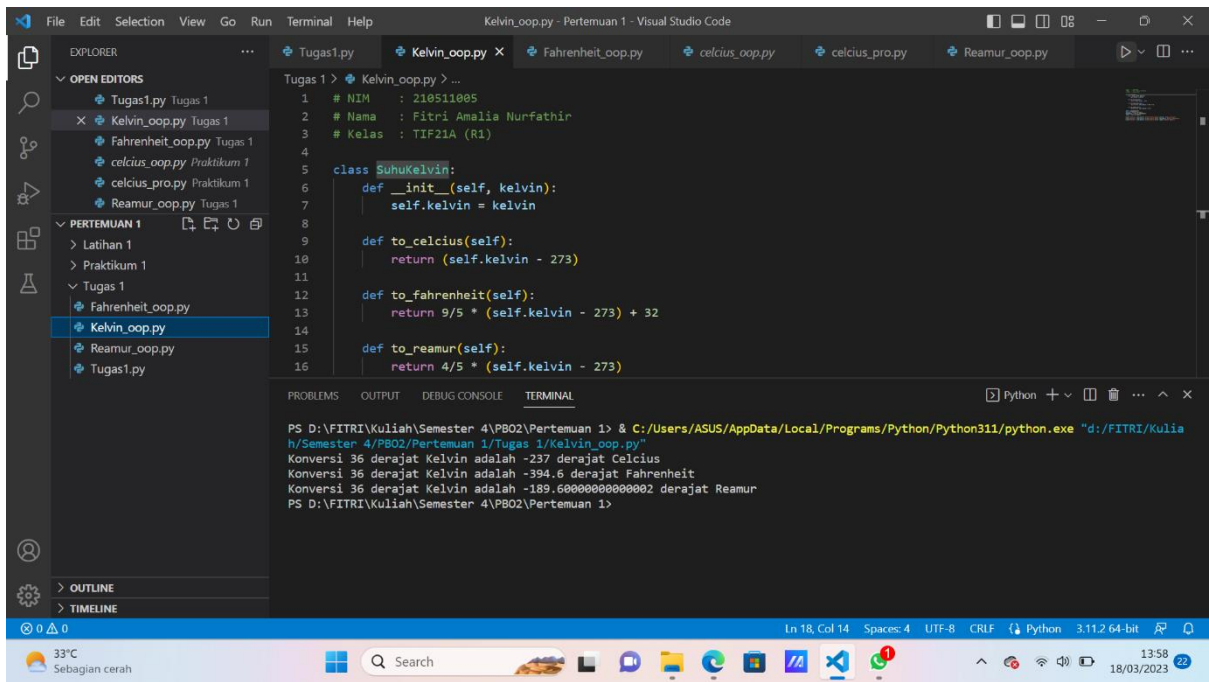 File Edit Selection View Go Run Terminal Help Kelvin_oop.py - Pertemuan 1 - Visual Studio Code
EXPLORER
OPEN EDITORS
Tugas1.py Tugas 1
Kelvin_oop.py Tugas 1
Fahrenheit_oop.py Tugas 1
celcius_oop.py Praktikum 1
celcius_pro.py Praktikum 1
Reamur_oop.py Tugas 1
PERTEMUAN 1
Latihan 1
Praktikum 1
Tugas 1
Fahrenheit_oop.py
Kelvin_oop.py
Reamur_oop.py
Tugas1.py
OUTLINE
TIMELINE
Tugas1.py Kelvin_oop.py Fahrenheit_oop.py celcius_oop.py celcius_pro.py Reamur_oop.py
Tugas 1 > Kelvin_oop.py > ...
1 # NIM : 210511005
2 # Nama : Fitri Amalia Nurfathir
3 # Kelas : TIF21A (R1)
4
5 class SuhuKelvin:
6 def __init__(self, kelvin):
7 self.kelvin = kelvin
8
9 def to_celcius(self):
10 return (self.kelvin - 273)
11
12 def to_fahrenheit(self):
13 return 9/5 * (self.kelvin - 273) + 32
14
15 def to_reamur(self):
16 return 4/5 * (self.kelvin - 273)
PROBLEMS OUTPUT DEBUG CONSOLE TERMINAL Python
PS D:\FITRI\Kuliah\Semester 4\PBO2\Pertemuan 1> & C:/Users/ASUS/AppData/Local/Programs/Python/Python311/python.exe "d:/FITRI/Kulia
h/Semester 4/PBO2/Pertemuan 1/Tugas 1/Kelvin_oop.py"
Konversi 36 derajat Kelvin adalah -237 derajat Celcius
Konversi 36 derajat Kelvin adalah -394.6 derajat Fahrenheit
Konversi 36 derajat Kelvin adalah -189.60000000000002 derajat Reamur
PS D:\FITRI\Kuliah\Semester 4\PBO2\Pertemuan 1>
0 0 Ln 18, Col 14 Spaces: 4 UTF-8 CRLF Python 3.11.2 64-bit
33°C
Sebagian cerah
Search
1
13:58
18/03/2023
22